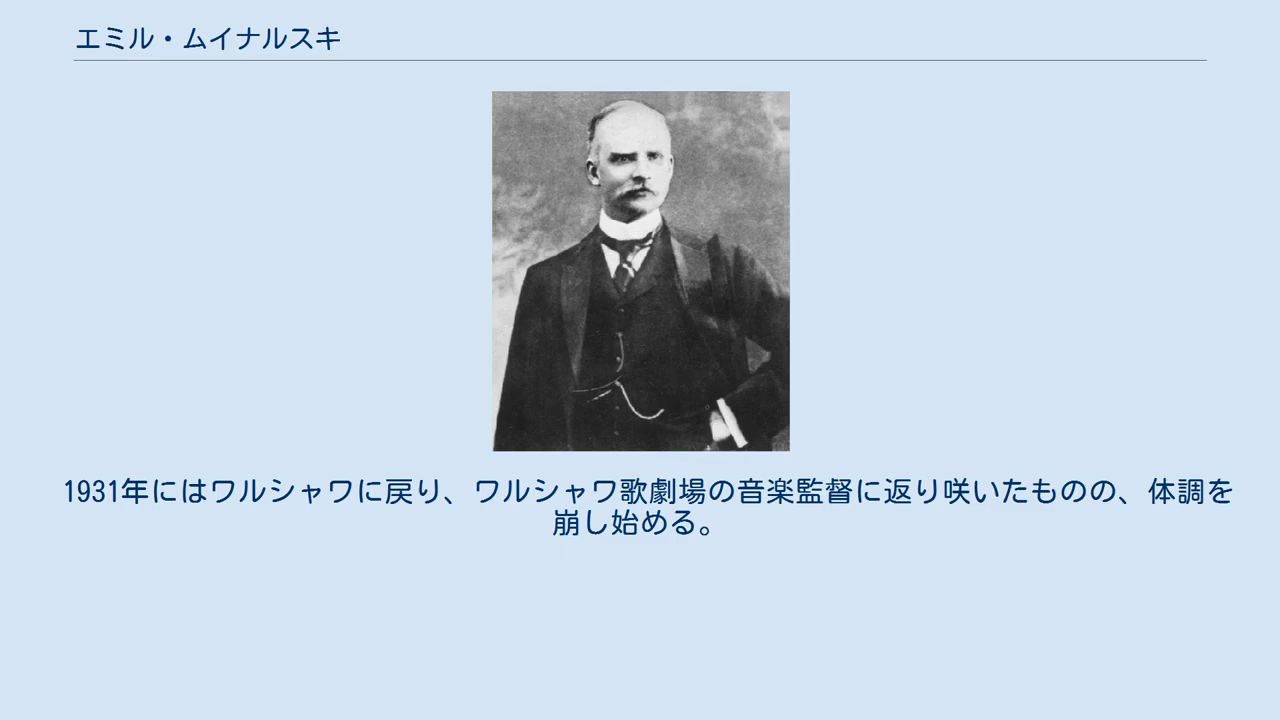 エミル・ムイナルスキ
1931年にはワルシャワに戻り、ワルシャワ歌劇場の音楽監督に返り咲いたものの、体調を
崩し始める。